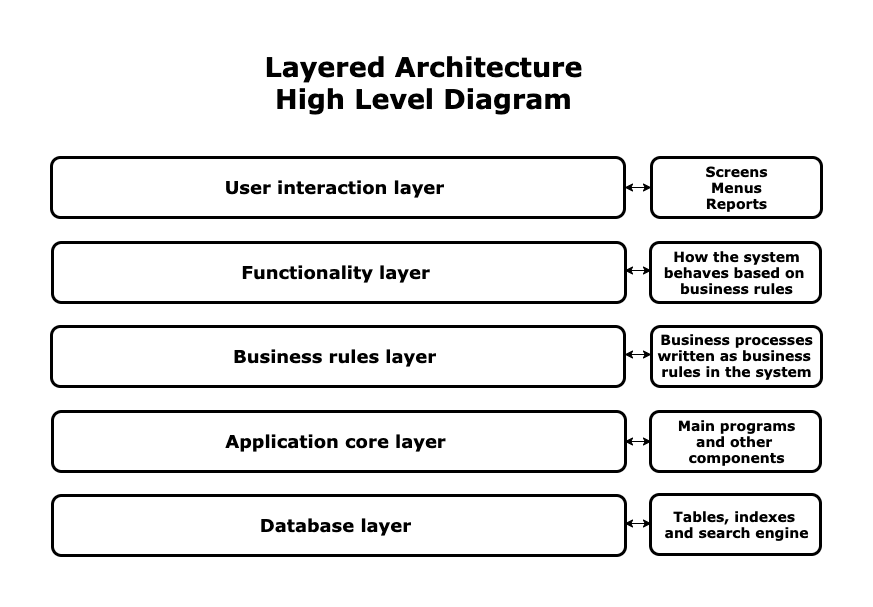 Layered Architecture
High Level Diagram
User interaction layer
Screens
Menus
Reports
Functionality layer
How the system
behaves based on
business rules
Business rules layer
Business processes
written as business
rules in the system
Application core layer
Main programs
and other
components
Database layer
Tables, indexes
and search engine